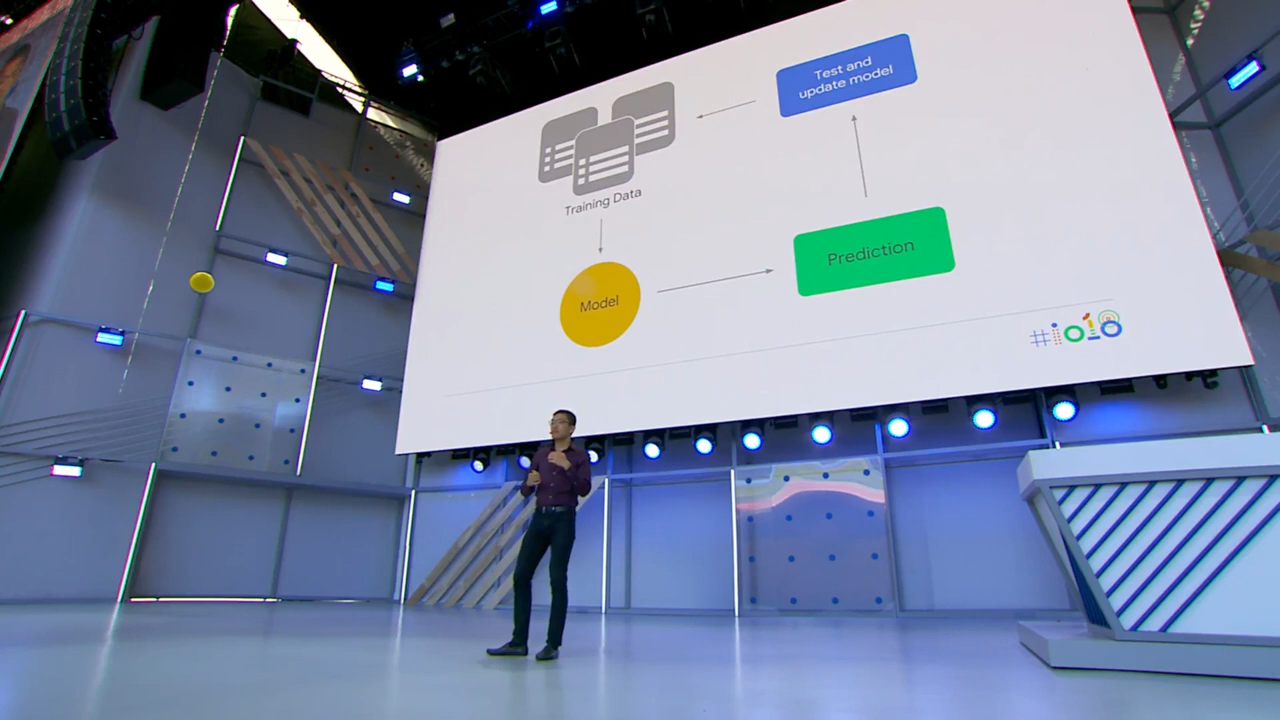 Test and
update model
Training Data
Prediction
Model
#io18